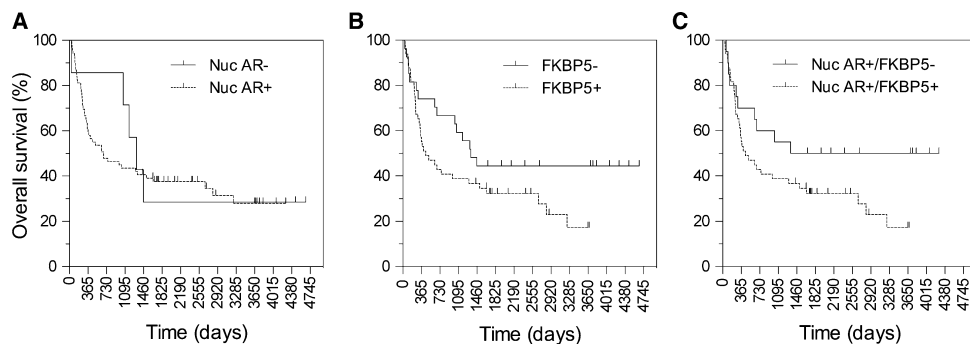 A
Overall survival (%)
100
80
60
40
20
0
Nuc AR-
Nuc AR+
0 365 730 1095 1460 1825 2190 2555 2920 3285 3650 4015 4380 4745
Time (days)
B
100
80
60
40
20
0
FKBP5-
FKBP5+
0 365 730 1095 1460 1825 2190 2555 2920 3285 3650 4015 4380 4745
Time (days)
C
100
80
60
40
20
0
Nuc AR+/FKBP5-
Nuc AR+/FKBP5+
0 365 730 1095 1460 1825 2190 2555 2920 3285 3650 4015 4380 4745
Time (days)